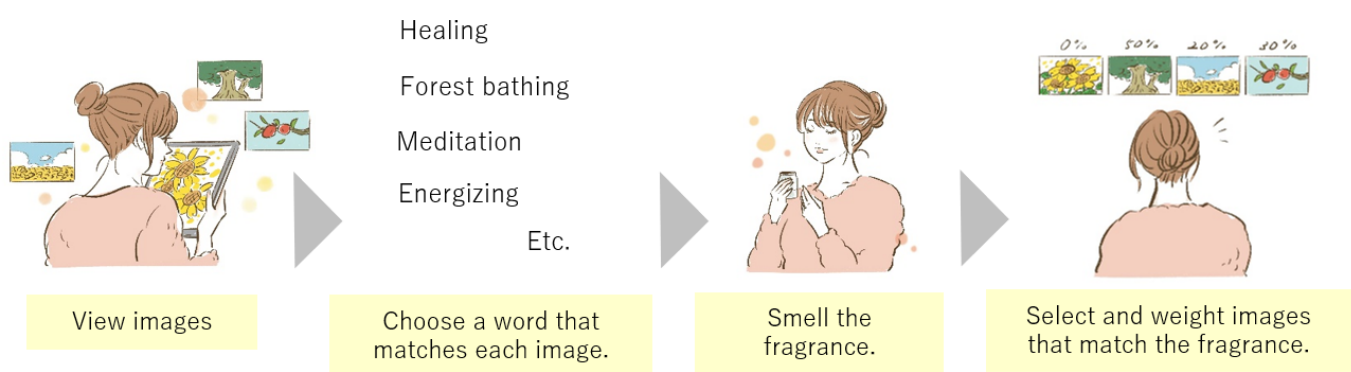 Healing
Forest bathing
Meditation
Energizing
Etc.
0% 50% 20% 30%
View images
Choose a word that
matches each image.
Smell the
fragrance.
Select and weight images
that match the fragrance.